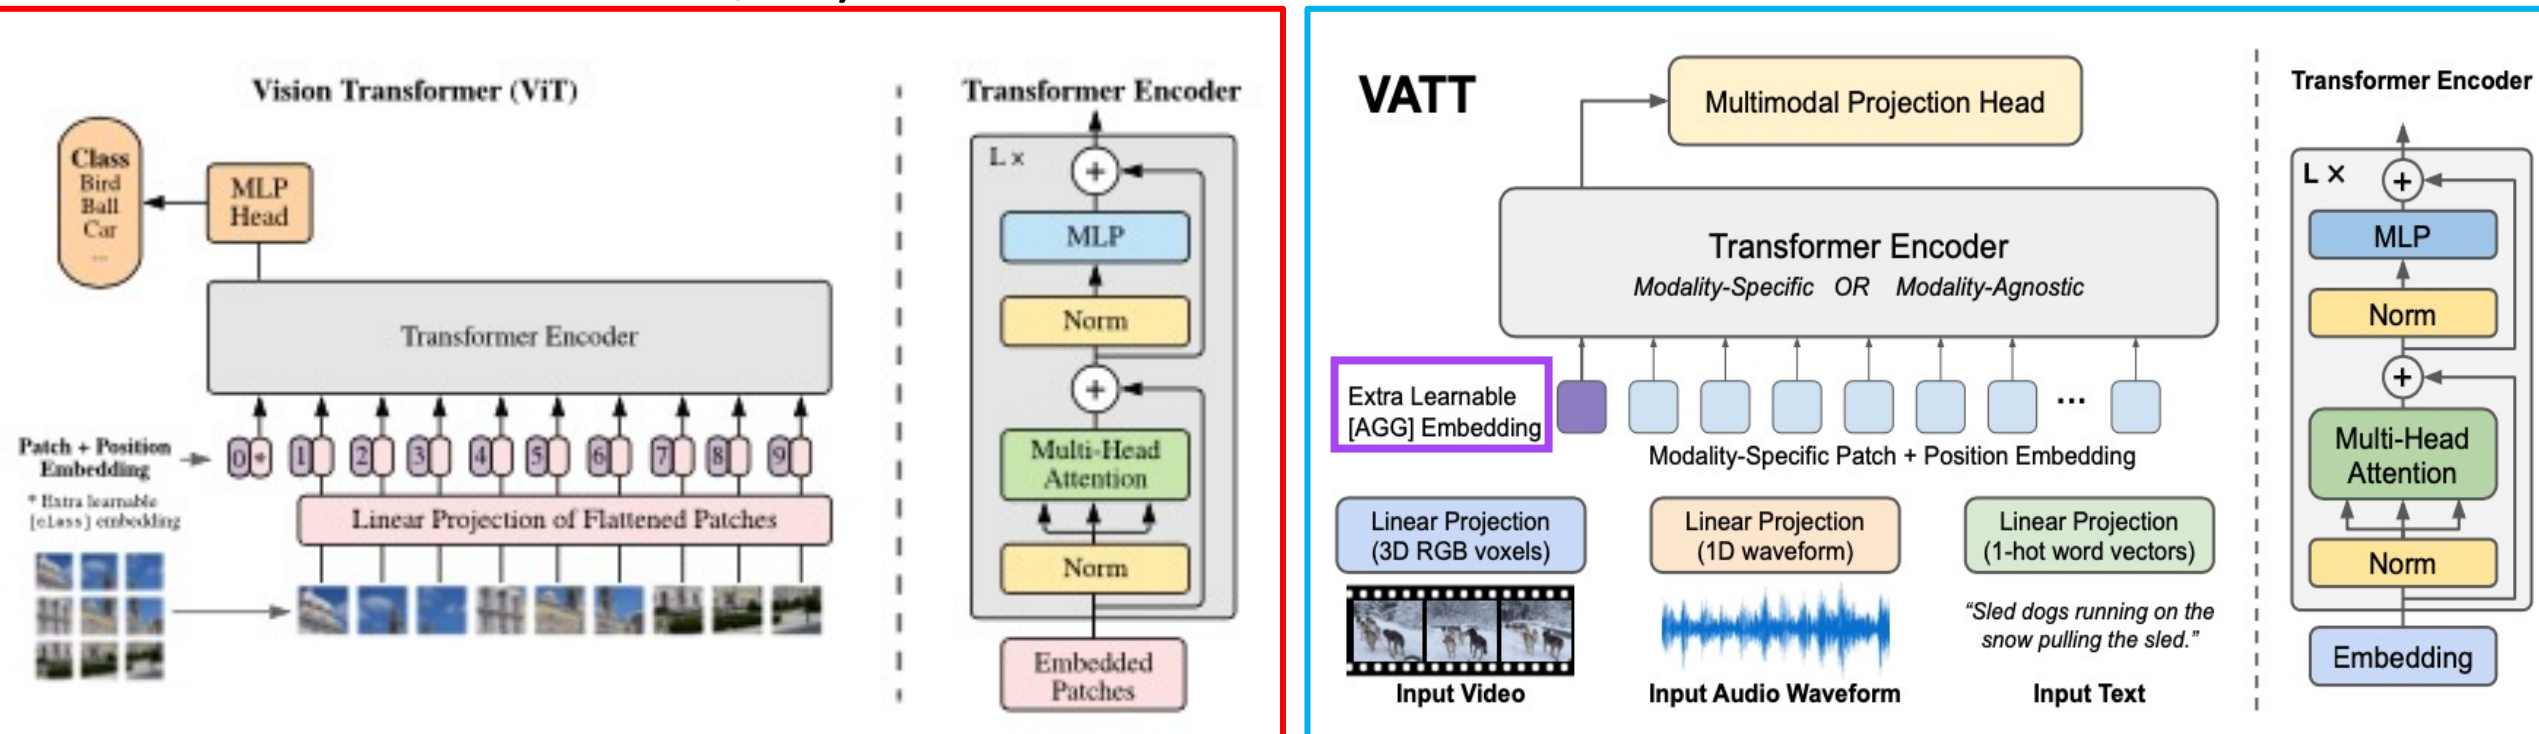 Vision Transformer (ViT)
Class
Bird
Ball
Car
...
MLP
Head
Transformer Encoder
Patch + Position
Embedding
0 * 1 2 3 4 5 6 7 8 9
* Extra learnable
[class] embedding
Linear Projection of Flattened Patches
Transformer Encoder
L ×
+
MLP
Norm
+
Multi-Head
Attention
Norm
Embedded
Patches
VATT
Multimodal Projection Head
Transformer Encoder
Modality-Specific OR Modality-Agnostic
Extra Learnable
[AGG] Embedding
...
Modality-Specific Patch + Position Embedding
Linear Projection
(3D RGB voxels)
Linear Projection
(1D waveform)
Linear Projection
(1-hot word vectors)
“Sled dogs running on the
snow pulling the sled.”
Input Video
Input Audio Waveform
Input Text
Transformer Encoder
L ×
+
MLP
Norm
+
Multi-Head
Attention
Norm
Embedding